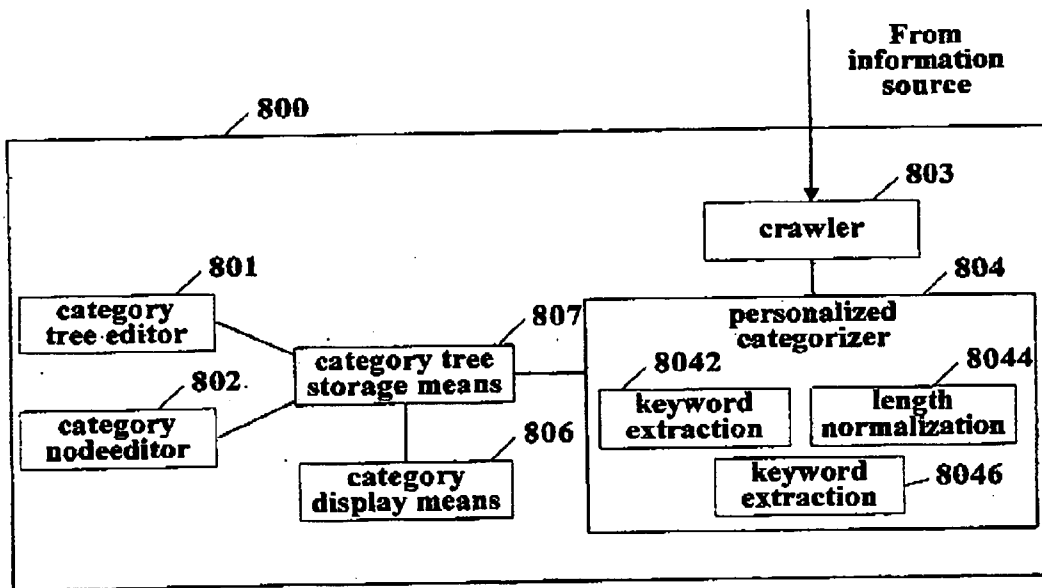 From
information
source
800
803
crawler
801
category
tree editor
804
personalized
categorizer
807
category tree
storage means
802
category
nodeeditor
8042
keyword
extraction
8044
length
normalization
806
category
display means
keyword
extraction
8046